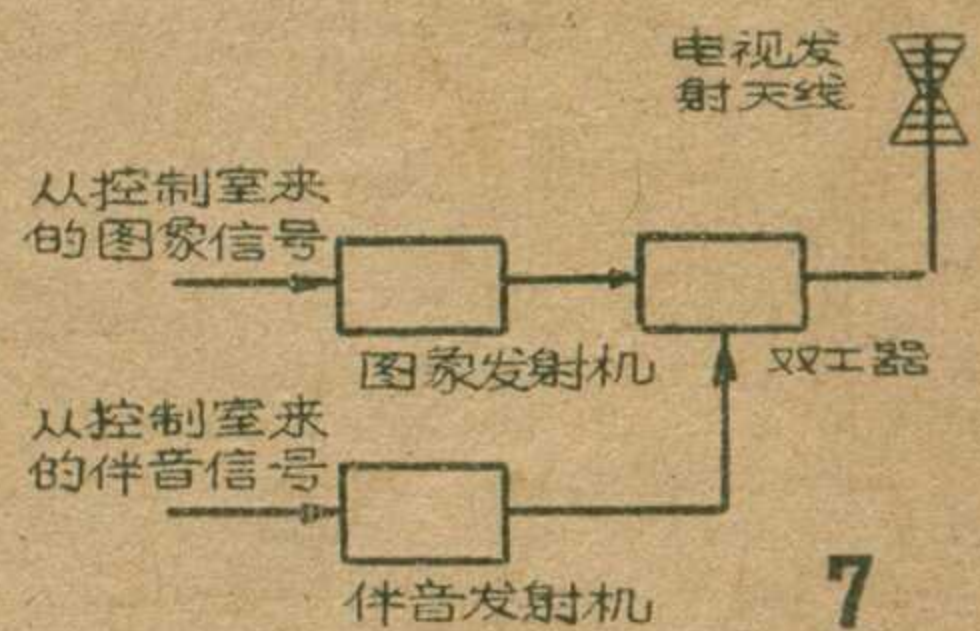 电视发
射天线
从控制室来
的图象信号
图象发射机
双工器
从控制室来
的伴音信号
伴音发射机
7